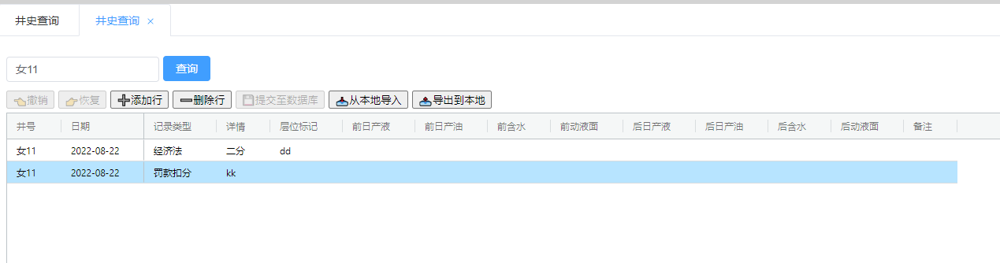 井史查询 井史查询 ×
女11 查询
撤销 恢复 添加行 删除行 提交至数据库 从本地导入 导出到本地
井号 日期 记录类型 详情 层位标记 前日产液 前日产油 前含水 前动液面 后日产液 后日产油 后含水 后动液面 备注
女11 2022-08-22 经济法 二分 dd
女11 2022-08-22 罚款扣分 kk